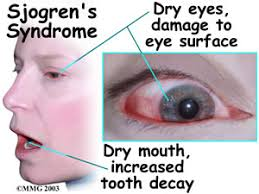 Sjogren's
Syndrome
Dry eyes,
damage to
eye surface
Dry mouth,
increased
tooth decay
©MMG 2003